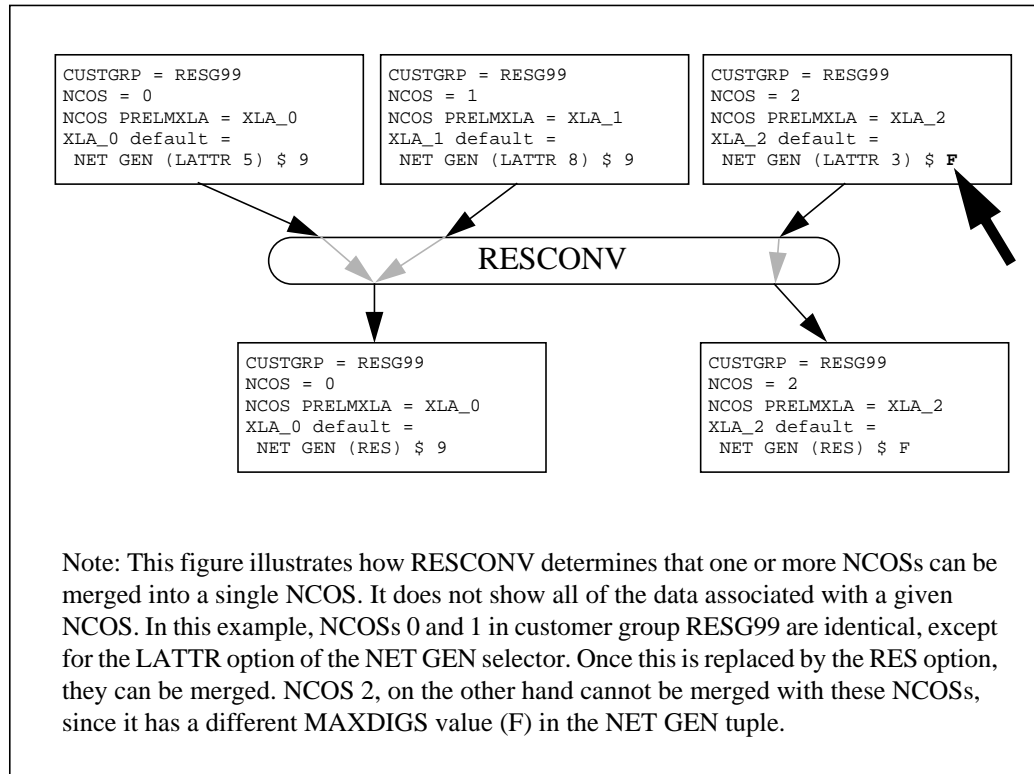 CUSTGRP = RESG99
NCOS = 0
NCOS PRELMXLA = XLA_0
XLA_0 default =
NET GEN (LATTR 5) $ 9
CUSTGRP = RESG99
NCOS = 1
NCOS PRELMXLA = XLA_1
XLA_1 default =
NET GEN (LATTR 8) $ 9
CUSTGRP = RESG99
NCOS = 2
NCOS PRELMXLA = XLA_2
XLA_2 default =
NET GEN (LATTR 3) $ F
RESCONV
CUSTGRP = RESG99
NCOS = 0
NCOS PRELMXLA = XLA_0
XLA_0 default =
NET GEN (RES) $ 9
CUSTGRP = RESG99
NCOS = 2
NCOS PRELMXLA = XLA_2
XLA_2 default =
NET GEN (RES) $ F
Note: This figure illustrates how RESCONV determines that one or more NCOSs can be
merged into a single NCOS. It does not show all of the data associated with a given
NCOS. In this example, NCOSs 0 and 1 in customer group RESG99 are identical, except
for the LATTR option of the NET GEN selector. Once this is replaced by the RES option,
they can be merged. NCOS 2, on the other hand cannot be merged with these NCOSs,
since it has a different MAXDIGS value (F) in the NET GEN tuple.